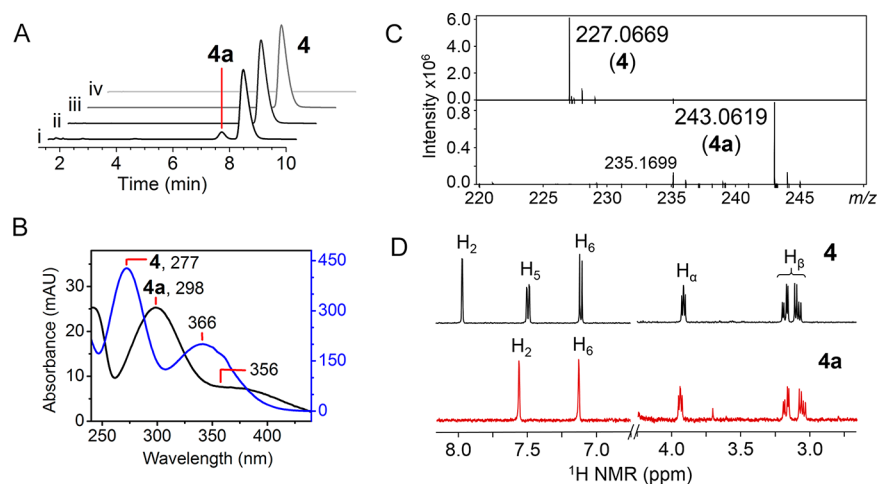 A
4a
4
iv
iii
ii
i
2
4
6
8
10
Time (min)
B
4, 277
4a, 298
366
356
Absorbance (mAU)
30
20
10
0
450
300
150
0
250
300
350
400
Wavelength (nm)
C
Intensity x10⁶
6.0
4.0
2.0
0.0
227.0669
(4)
0.8
0.4
0.0
243.0619
(4a)
235.1699
220
225
230
235
240
245
m/z
D
H₂
H₅
H₆
Hα
Hβ
4
H₂
H₆
4a
8.0
7.5
7.0
4.0
3.5
3.0
¹H NMR (ppm)